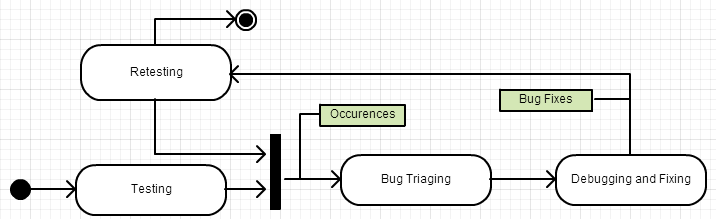 Retesting
Occurences
Bug Fixes
Testing
Bug Triaging
Debugging and Fixing